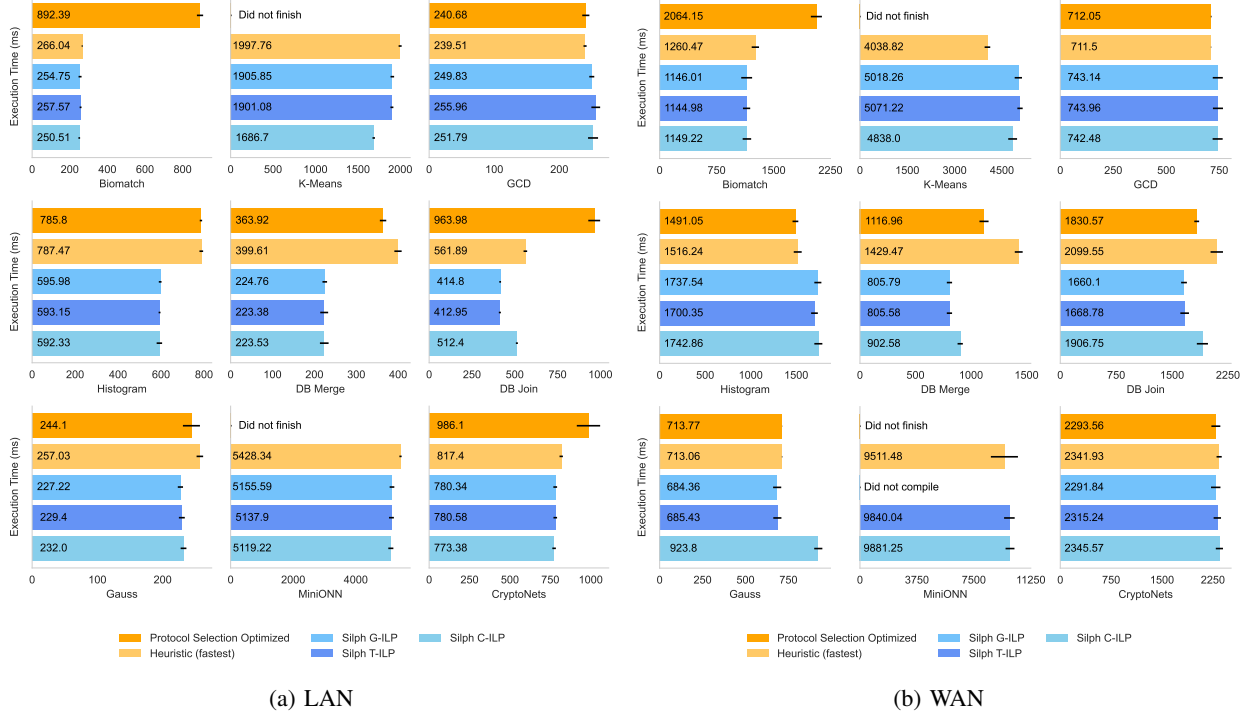 Execution Time (ms)
892.39
266.04
254.75
257.57
250.51
0 200 400 600 800
Biomatch
Did not finish
1997.76
1905.85
1901.08
1686.7
0 500 1000 1500 2000
K-Means
240.68
239.51
249.83
255.96
251.79
0 100 200
GCD
Execution Time (ms)
785.8
787.47
595.98
593.15
592.33
0 200 400 600 800
Histogram
363.92
399.61
224.76
223.38
223.53
0 100 200 300 400
DB Merge
963.98
561.89
414.8
412.95
512.4
0 250 500 750 1000
DB Join
Execution Time (ms)
244.1
257.03
227.22
229.4
232.0
0 100 200
Gauss
Did not finish
5428.34
5155.59
5137.9
5119.22
0 2000 4000
MiniONN
986.1
817.4
780.34
780.58
773.38
0 250 500 750 1000
CryptoNets
Protocol Selection Optimized
Heuristic (fastest)
Silph G-ILP
Silph T-ILP
Silph C-ILP
(a) LAN
Execution Time (ms)
2064.15
1260.47
1146.01
1144.98
1149.22
0 750 1500 2250
Biomatch
Did not finish
4038.82
5018.26
5071.22
4838.0
0 1500 3000 4500
K-Means
712.05
711.5
743.14
743.96
742.48
0 250 500 750
GCD
Execution Time (ms)
1491.05
1516.24
1737.54
1700.35
1742.86
0 500 1000 1500
Histogram
1116.96
1429.47
805.79
805.58
902.58
0 500 1000 1500
DB Merge
1830.57
2099.55
1660.1
1668.78
1906.75
0 750 1500 2250
DB Join
Execution Time (ms)
713.77
713.06
684.36
685.43
923.8
0 250 500 750
Gauss
Did not finish
9511.48
Did not compile
9840.04
9881.25
0 3750 7500 11250
MiniONN
2293.56
2341.93
2291.84
2315.24
2345.57
0 750 1500 2250
CryptoNets
Protocol Selection Optimized
Heuristic (fastest)
Silph G-ILP
Silph T-ILP
Silph C-ILP
(b) WAN